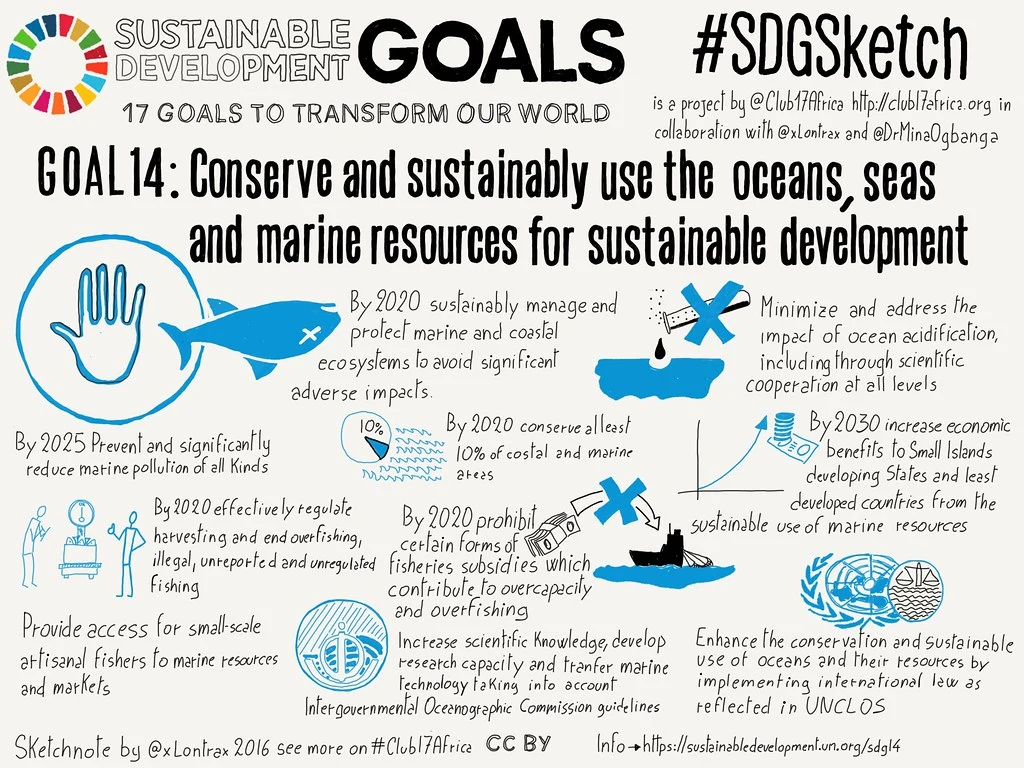 SUSTAINABLE
DEVELOPMENT
GOALS
17 GOALS TO TRANSFORM OUR WORLD
#SDGSketch
is a project by @Club17Africa http://club17africa.org in
collaboration with @xLontrax and @DrMinaOgbanga
GOAL14: Conserve and sustainably use the oceans, seas
and marine resources for sustainable development
By 2020 sustainably manage and
protect marine and coastal
ecosystems to avoid significant
adverse impacts.
Minimize and address the
impact of ocean acidification,
including through scientific
cooperation at all levels
By 2025 Prevent and significantly
reduce marine pollution of all Kinds
10%
By 2020 conserve at least
10% of costal and marine
areas
By 2030 increase economic
benefits to Small Islands
developing States and least
developed countries from the
sustainable use of marine resources
By 2020 effectively regulate
harvesting and end overfishing,
illegal, unreported and unregulated
fishing
By 2020 prohibit
certain forms of
fisheries subsidies which
contribute to overcapacity
and overfishing
Provide access for small-scale
artisanal fishers to marine resources
and markets
Increase scientific Knowledge, develop
research capacity and tranfer marine
technology taking into account
Intergovernmental Oceanographic Commission guidelines
Enhance the conservation and sustainable
use of oceans and their resources by
implementing international law as
reflected in UNCLOS
Sketchnote by @xLontrax 2016 see more on #Club17Africa CC BY
Info→https://sustainabledevelopment.un.org/sdg14